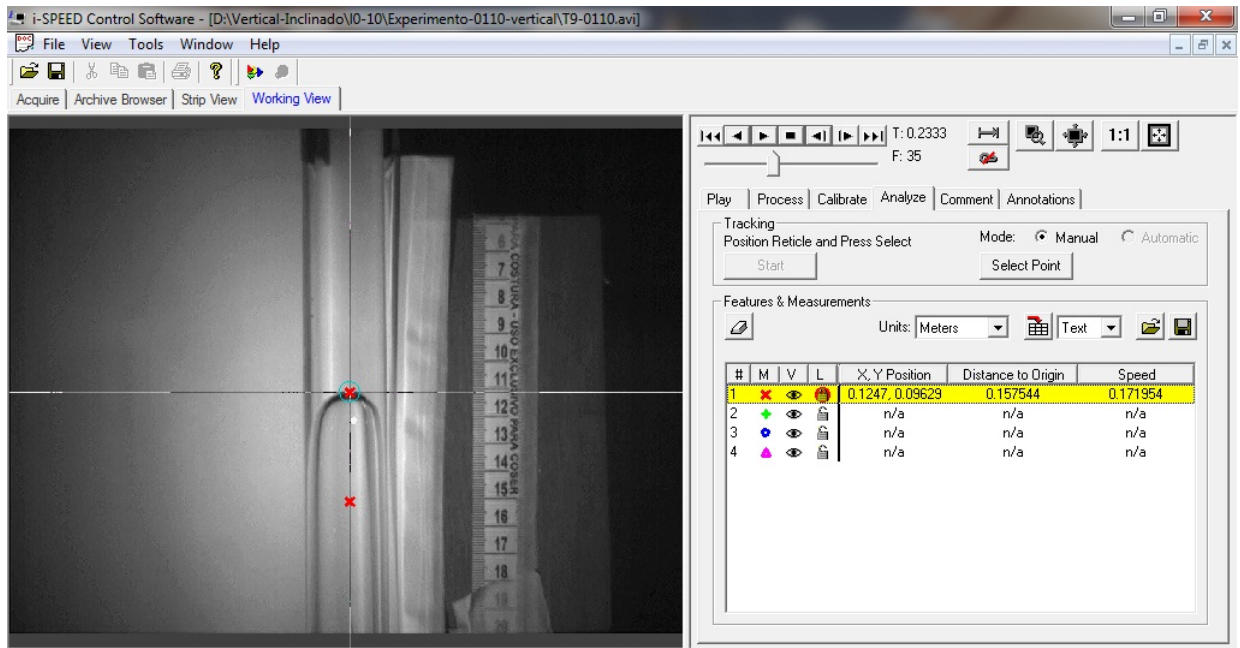 i-SPEED Control Software - [D:\Vertical-Inclinado\I0-10\Experimento-0110-vertical\T9-0110.avi]
File View Tools Window Help
Acquire Archive Browser Strip View Working View
T: 0.2333
F: 35
1:1
Play Process Calibrate Analyze Comment Annotations
Tracking
Position Reticle and Press Select
Mode: Manual Automatic
Start
Select Point
Features & Measurements
Units: Meters Text
# M V L X, Y Position Distance to Origin Speed
1 0.1247, 0.09629 0.157544 0.171954
2 n/a n/a n/a
3 n/a n/a n/a
4 n/a n/a n/a
6
7
8
9
10
11
12
13
14
15
16
17
18
19
20
PARA COSTURA - USO EXCLUSIVO PARA COSER